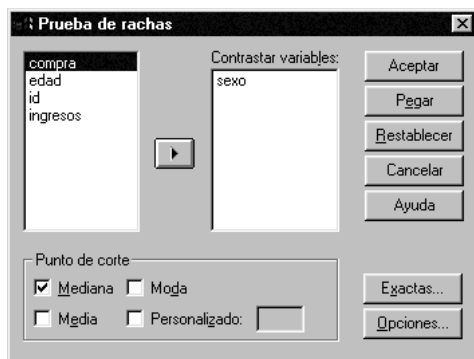 Prueba de rachas
compra
edad
id
ingresos
Contrastar variables:
sexo
Aceptar
Pegar
Restablecer
Cancelar
Ayuda
Punto de corte
Mediana
Moda
Media
Personalizado:
Exactas...
Opciones...